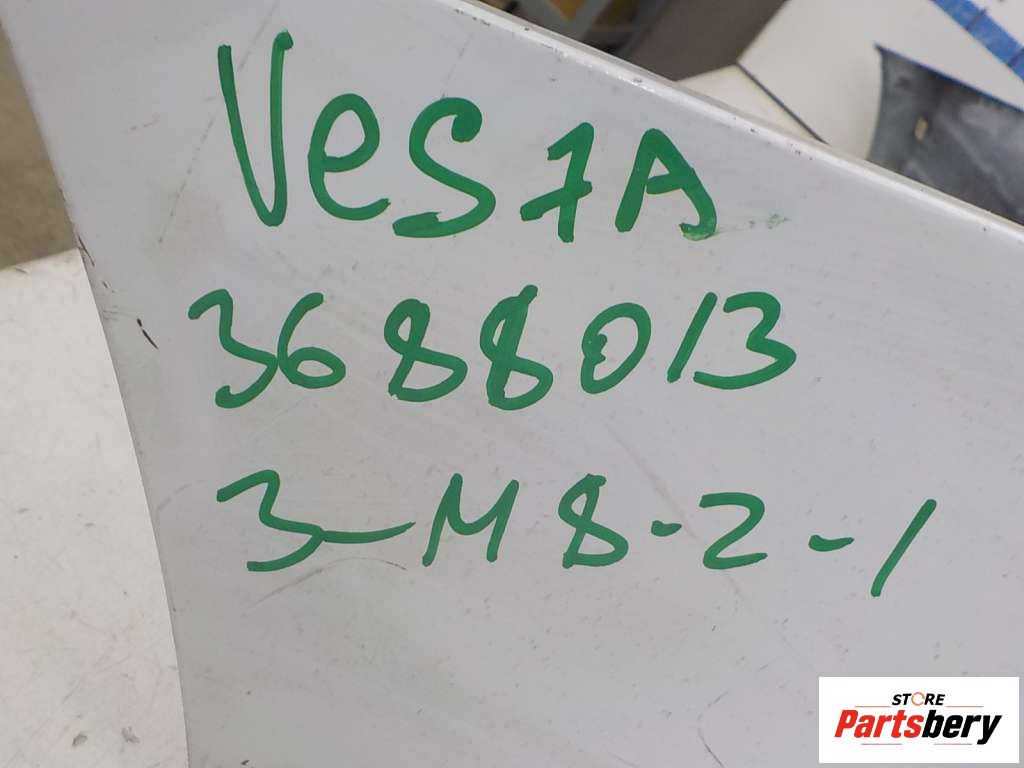 VesTA
3688013
3-M8-2-1
STORE
Partsbery